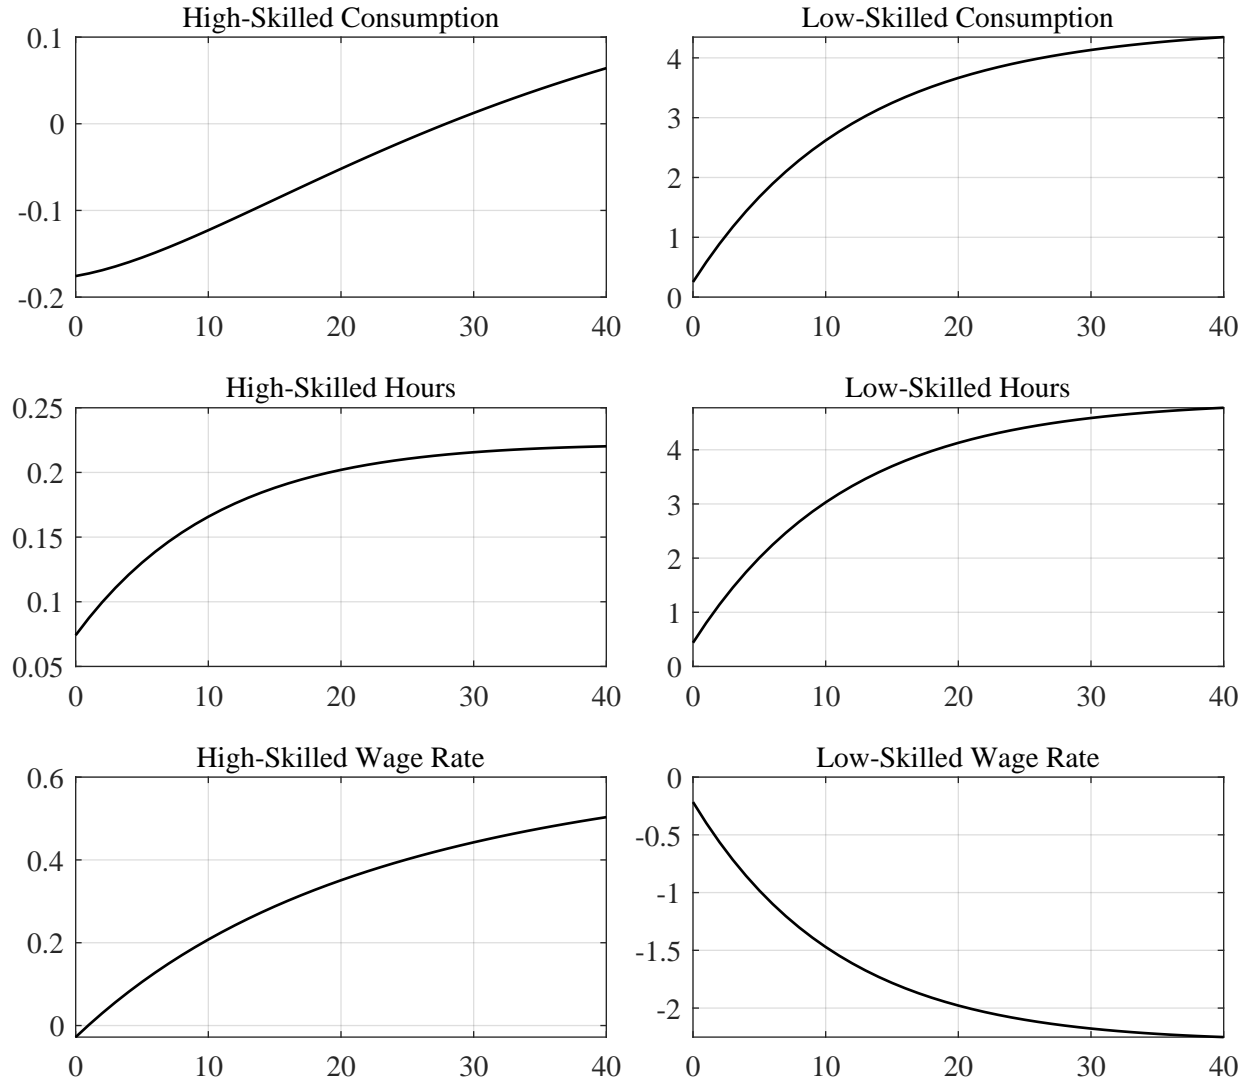 High-Skilled Consumption
0.1
0
-0.1
-0.2
0 10 20 30 40
Low-Skilled Consumption
4
3
2
1
0
0 10 20 30 40
High-Skilled Hours
0.25
0.2
0.15
0.1
0.05
0 10 20 30 40
Low-Skilled Hours
4
3
2
1
0
0 10 20 30 40
High-Skilled Wage Rate
0.6
0.4
0.2
0
0 10 20 30 40
Low-Skilled Wage Rate
0
-0.5
-1
-1.5
-2
0 10 20 30 40